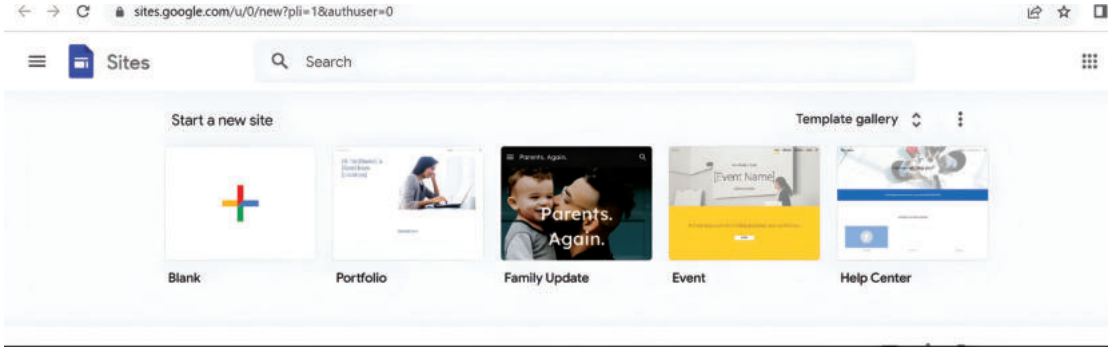 sites.google.com/u/0/new?pli=1&authuser=0
Sites
Search
Start a new site
Template gallery
Parents. Again.
[Event Name]
Parents.
Again.
Blank
Portfolio
Family Update
Event
Help Center